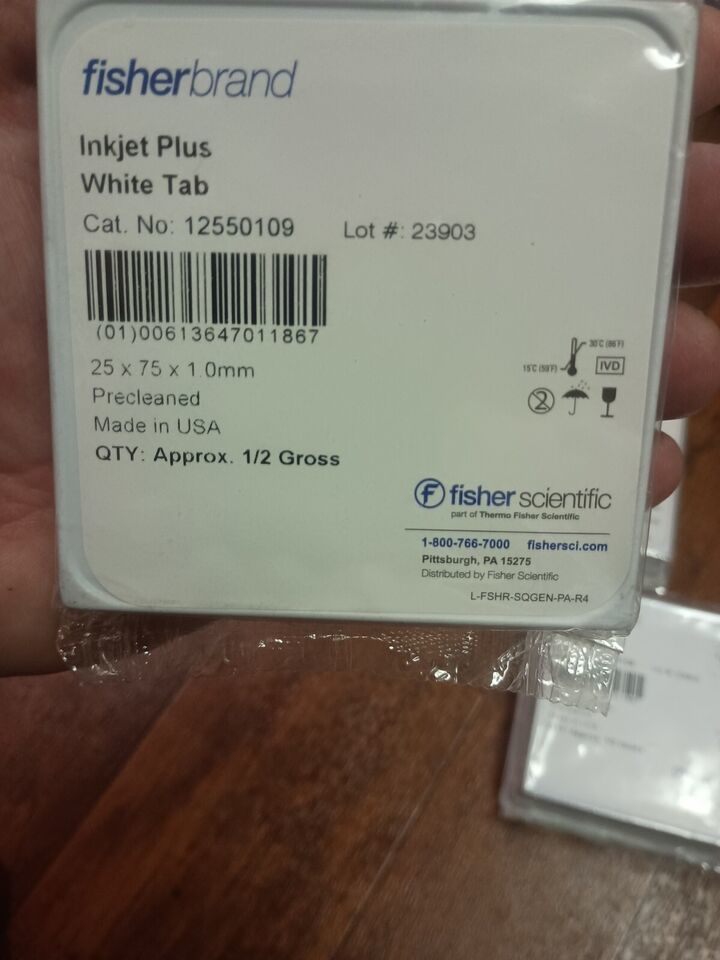 fisherbrand
Inkjet Plus
White Tab
Cat. No: 12550109 Lot #: 23903
(01)00613647011867
25 x 75 x 1.0mm
Precleaned
Made in USA
QTY: Approx. 1/2 Gross
30°C (86°F)
15°C (59°F)
IVD
2
f fisher scientific
part of Thermo Fisher Scientific
1-800-766-7000 fishersci.com
Pittsburgh, PA 15275
Distributed by Fisher Scientific
L-FSHR-SQGEN-PA-R4